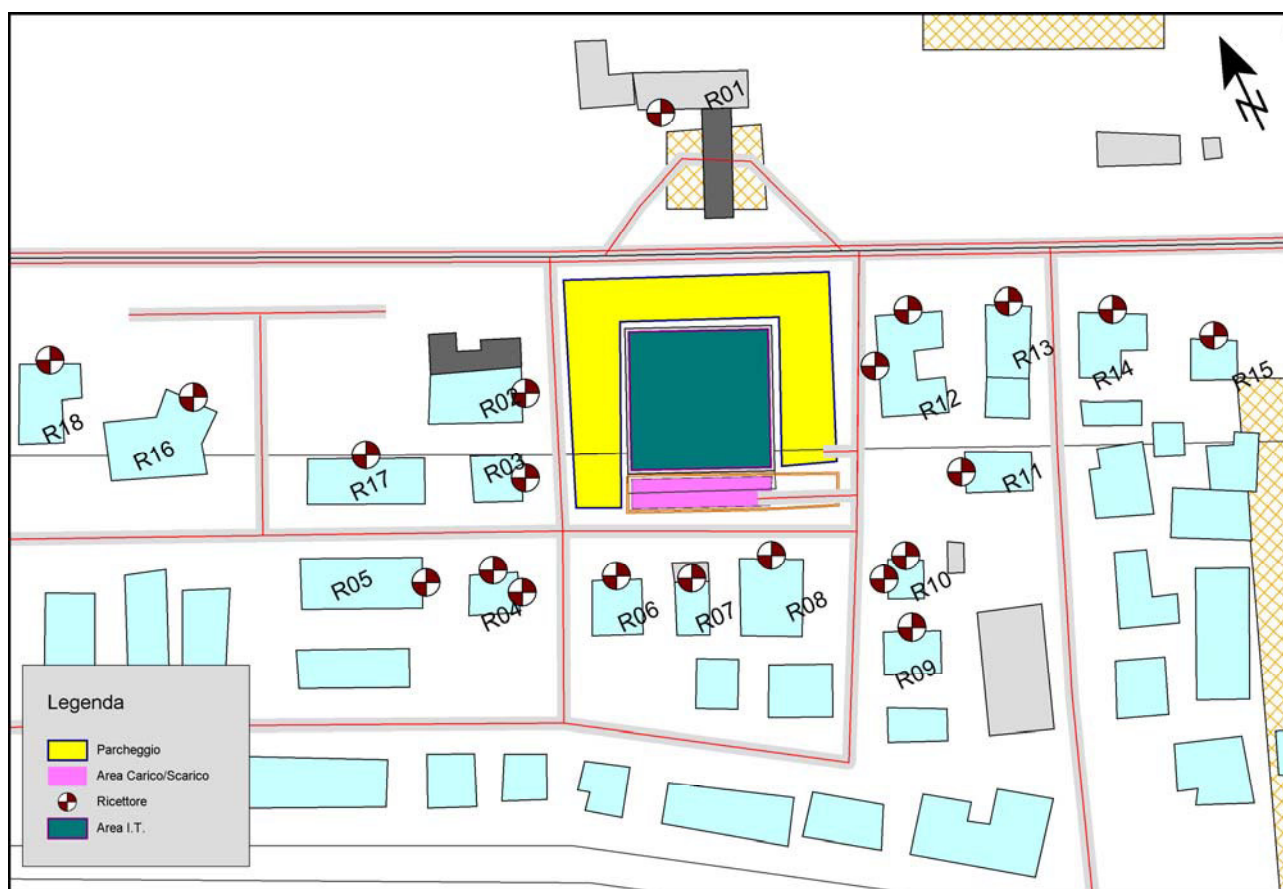 R01
N
R02
R03
R12
R13
R14
R15
R18
R16
R17
R11
R05
R04
R06
R07
R08
R10
R09
Legenda
Parcheggio
Area Carico/Scarico
Ricettore
Area I.T.